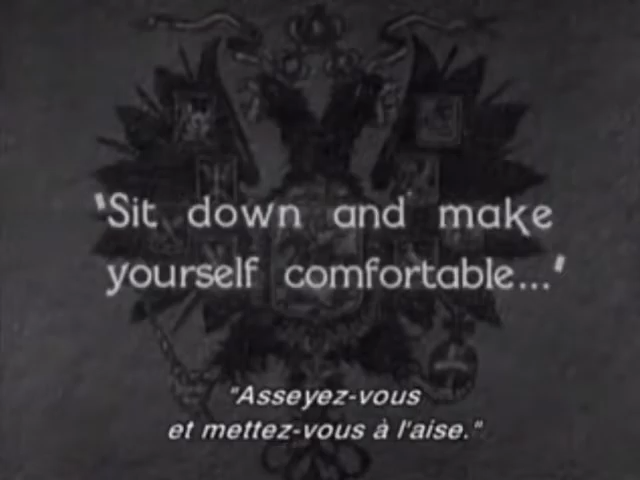 "Sit down and make
yourself comfortable..."
"Asseyez-vous
et mettez-vous à l'aise."